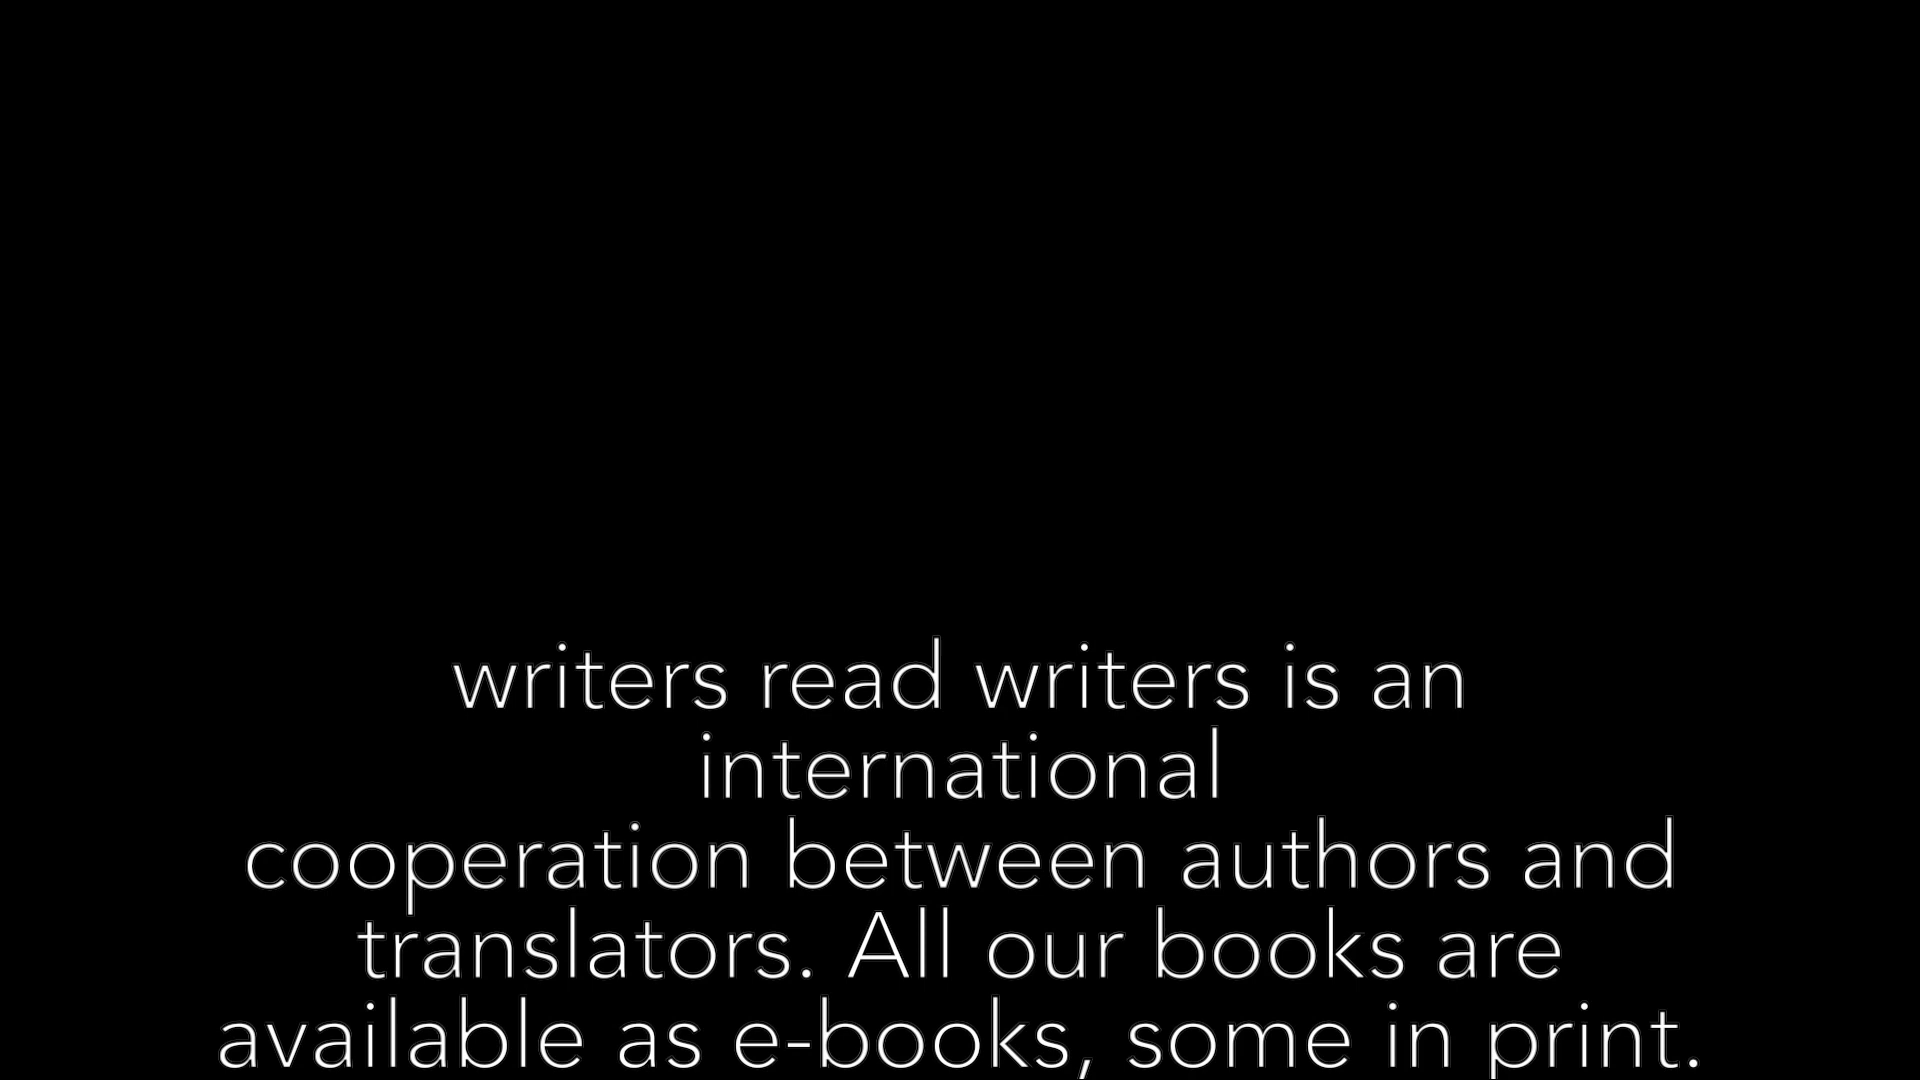 writers read writers is an
international
cooperation between authors and
translators. All our books are
available as e-books, some in print.